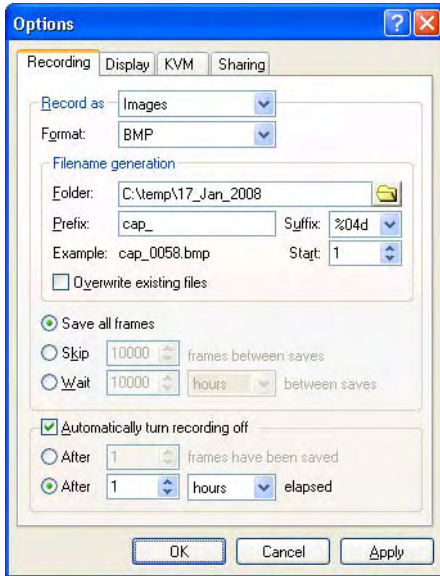 Options
Recording Display KVM Sharing
Record as Images
Format: BMP
Filename generation
Folder: C:\temp\17_Jan_2008
Prefix: cap_ Suffix: %04d
Example: cap_0058.bmp Start: 1
Overwrite existing files
Save all frames
Skip 10000 frames between saves
Wait 10000 hours between saves
Automatically turn recording off
After 1 frames have been saved
After 1 hours elapsed
OK Cancel Apply